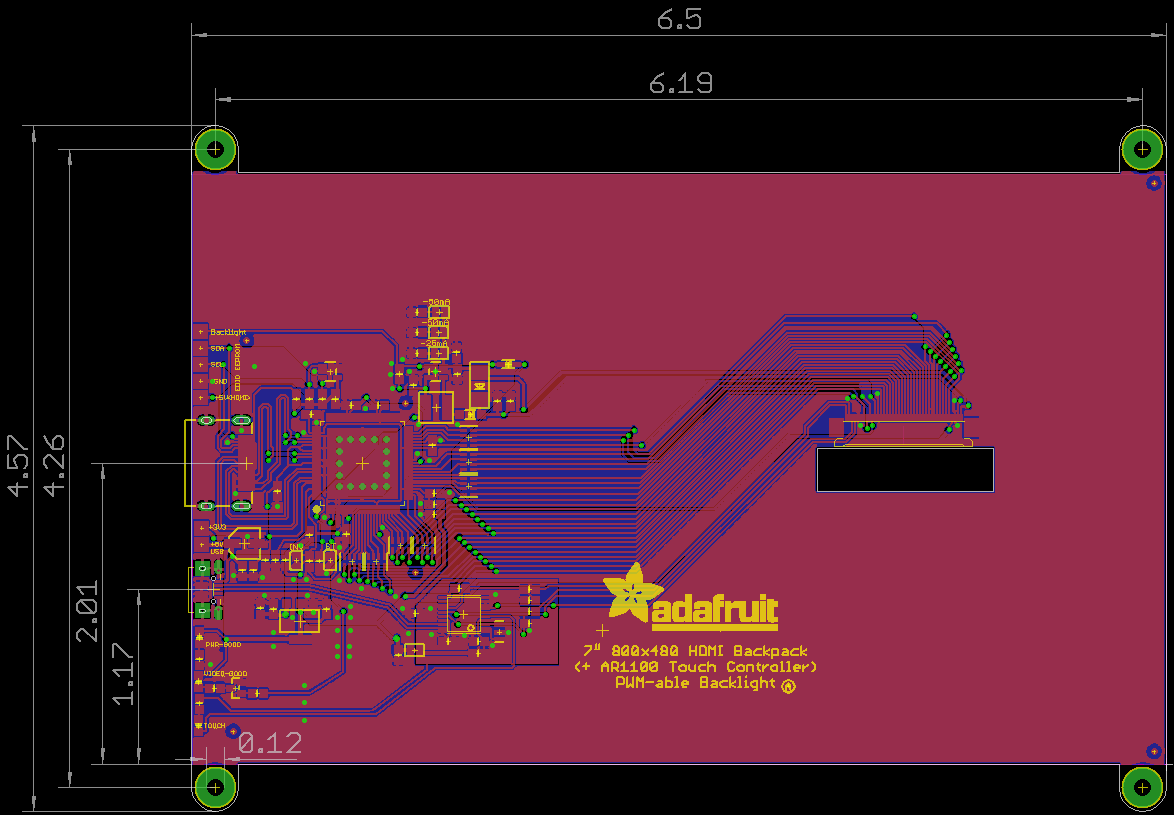 6.5
6.19
-50mA
-50mA
-25mA
Backlight
SDA
SCL
GND
+5VHDMI
EDID EEPROM
4.57
4.26
+3V3
+5V
USB
2.01
1.17
adafruit
7" 800x480 HDMI Backpack
(+ AR1100 Touch Controller)
PWM-able Backlight
PWR-GOOD
VIDEO-GOOD
TOUCH
0.12